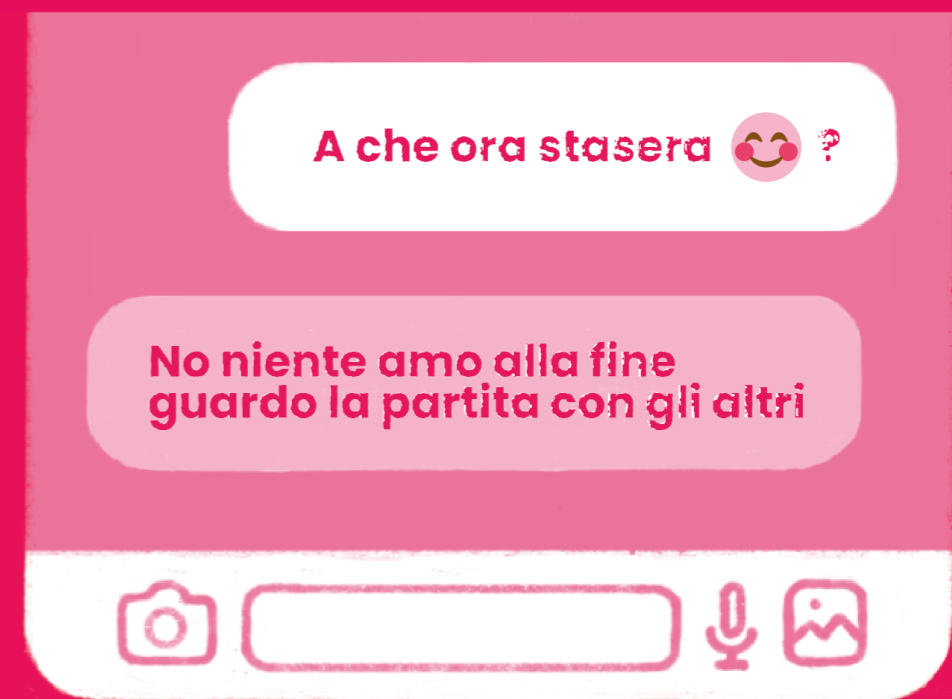 A che ora stasera 😊 ?
No niente amo alla fine
guardo la partita con gli altri